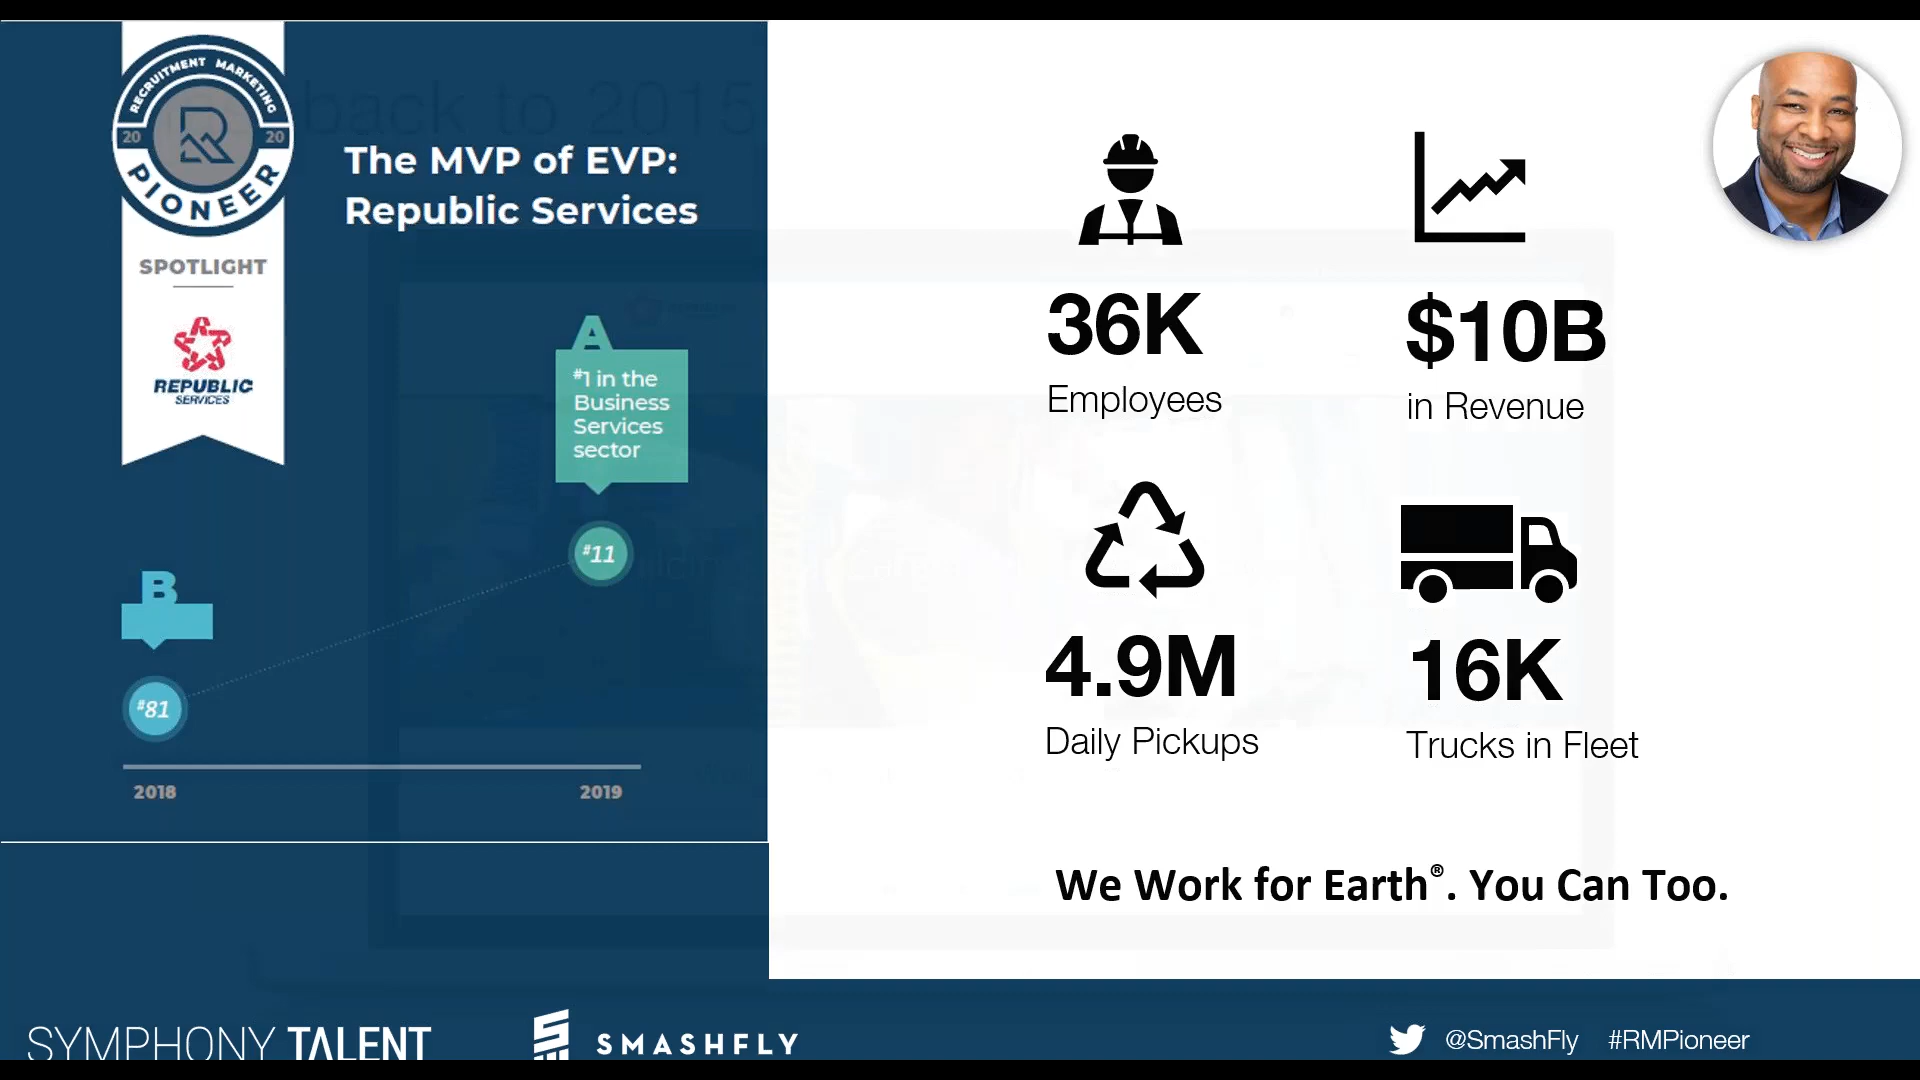 RECRUITMENT MARKETING
20 20
PIONEER
back to 2015
The MVP of EVP:
Republic Services
SPOTLIGHT
REPUBLIC
SERVICES
A
#1 in the
Business
Services
sector
#11
B
#81
2018
2019
36K
Employees
$10B
in Revenue
4.9M
Daily Pickups
16K
Trucks in Fleet
We Work for Earth®. You Can Too.
SYMPHONY TALENT
SMASHFLY
@SmashFly #RMPioneer